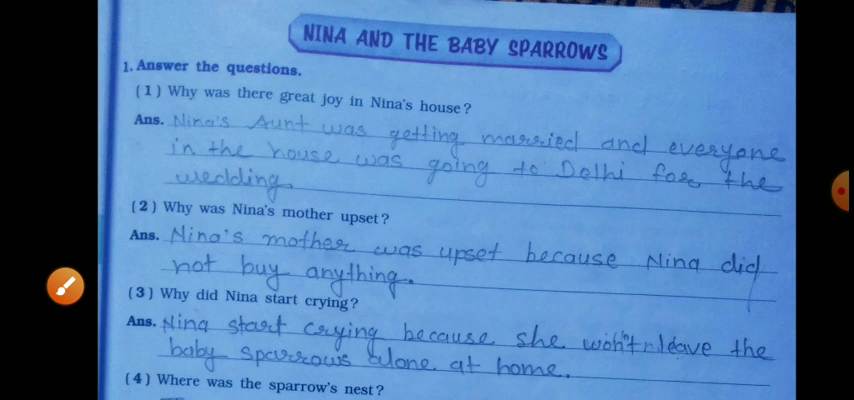 NINA AND THE BABY SPARROWS
1. Answer the questions.
(1) Why was there great joy in Nina's house?
Ans. Nina's Aunt was getting married and everyone
in the house was going to Delhi for the
wedding.
(2) Why was Nina's mother upset?
Ans. Nina's mother was upset because Nina did
not buy anything.
(3) Why did Nina start crying?
Ans. Nina start crying because she won't leave the
baby sparrows alone at home.
(4) Where was the sparrow's nest?